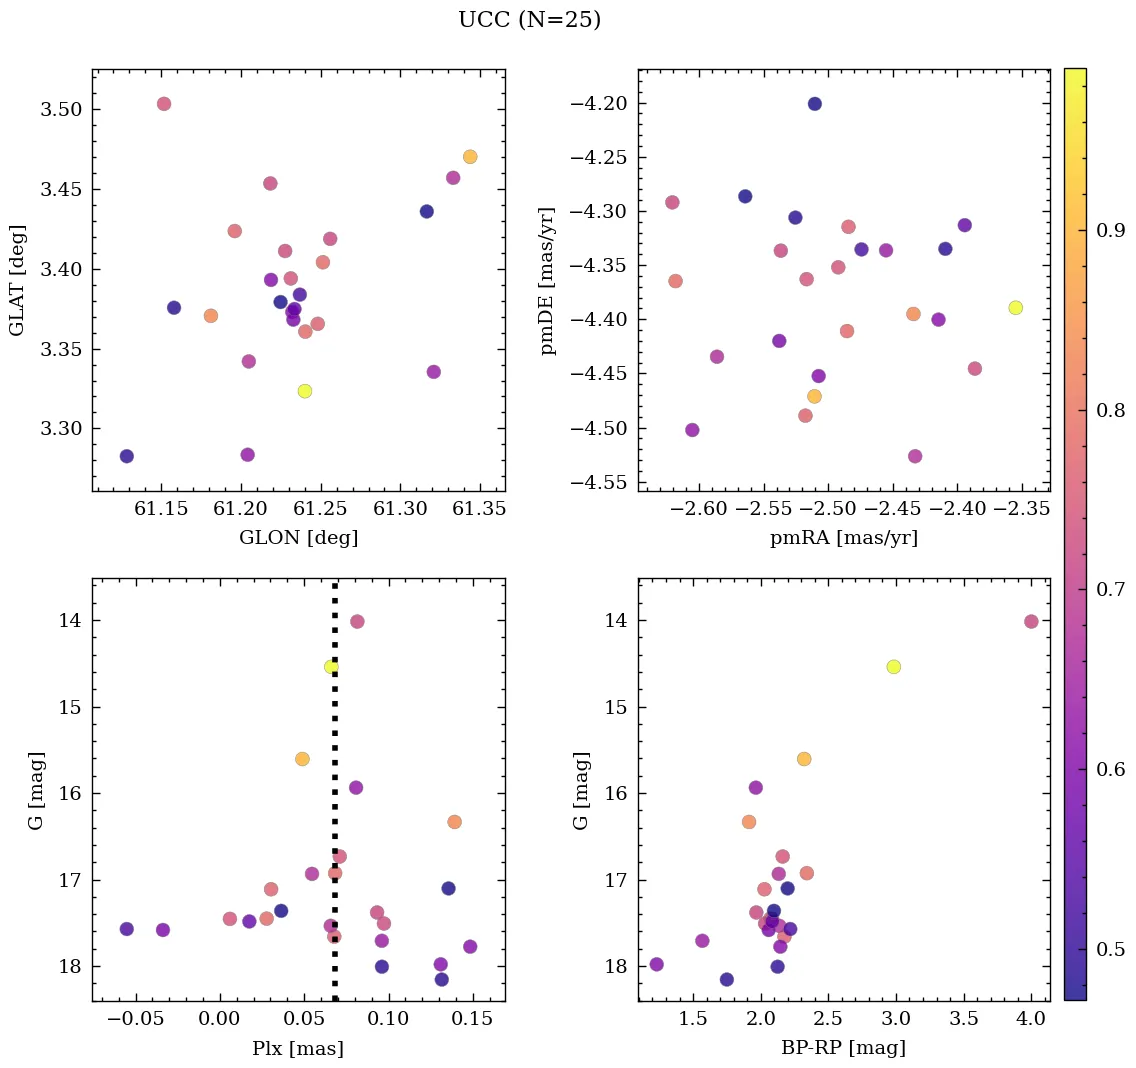 UCC (N=25)
3.50
3.45
3.40
3.35
3.30
GLAT [deg]
61.15 61.20 61.25 61.30 61.35
GLON [deg]
−4.20
−4.25
−4.30
−4.35
−4.40
−4.45
−4.50
−4.55
pmDE [mas/yr]
−2.60 −2.55 −2.50 −2.45 −2.40 −2.35
pmRA [mas/yr]
14
15
16
17
18
G [mag]
−0.05 0.00 0.05 0.10 0.15
Plx [mas]
14
15
16
17
18
G [mag]
1.5 2.0 2.5 3.0 3.5 4.0
BP-RP [mag]
0.9
0.8
0.7
0.6
0.5